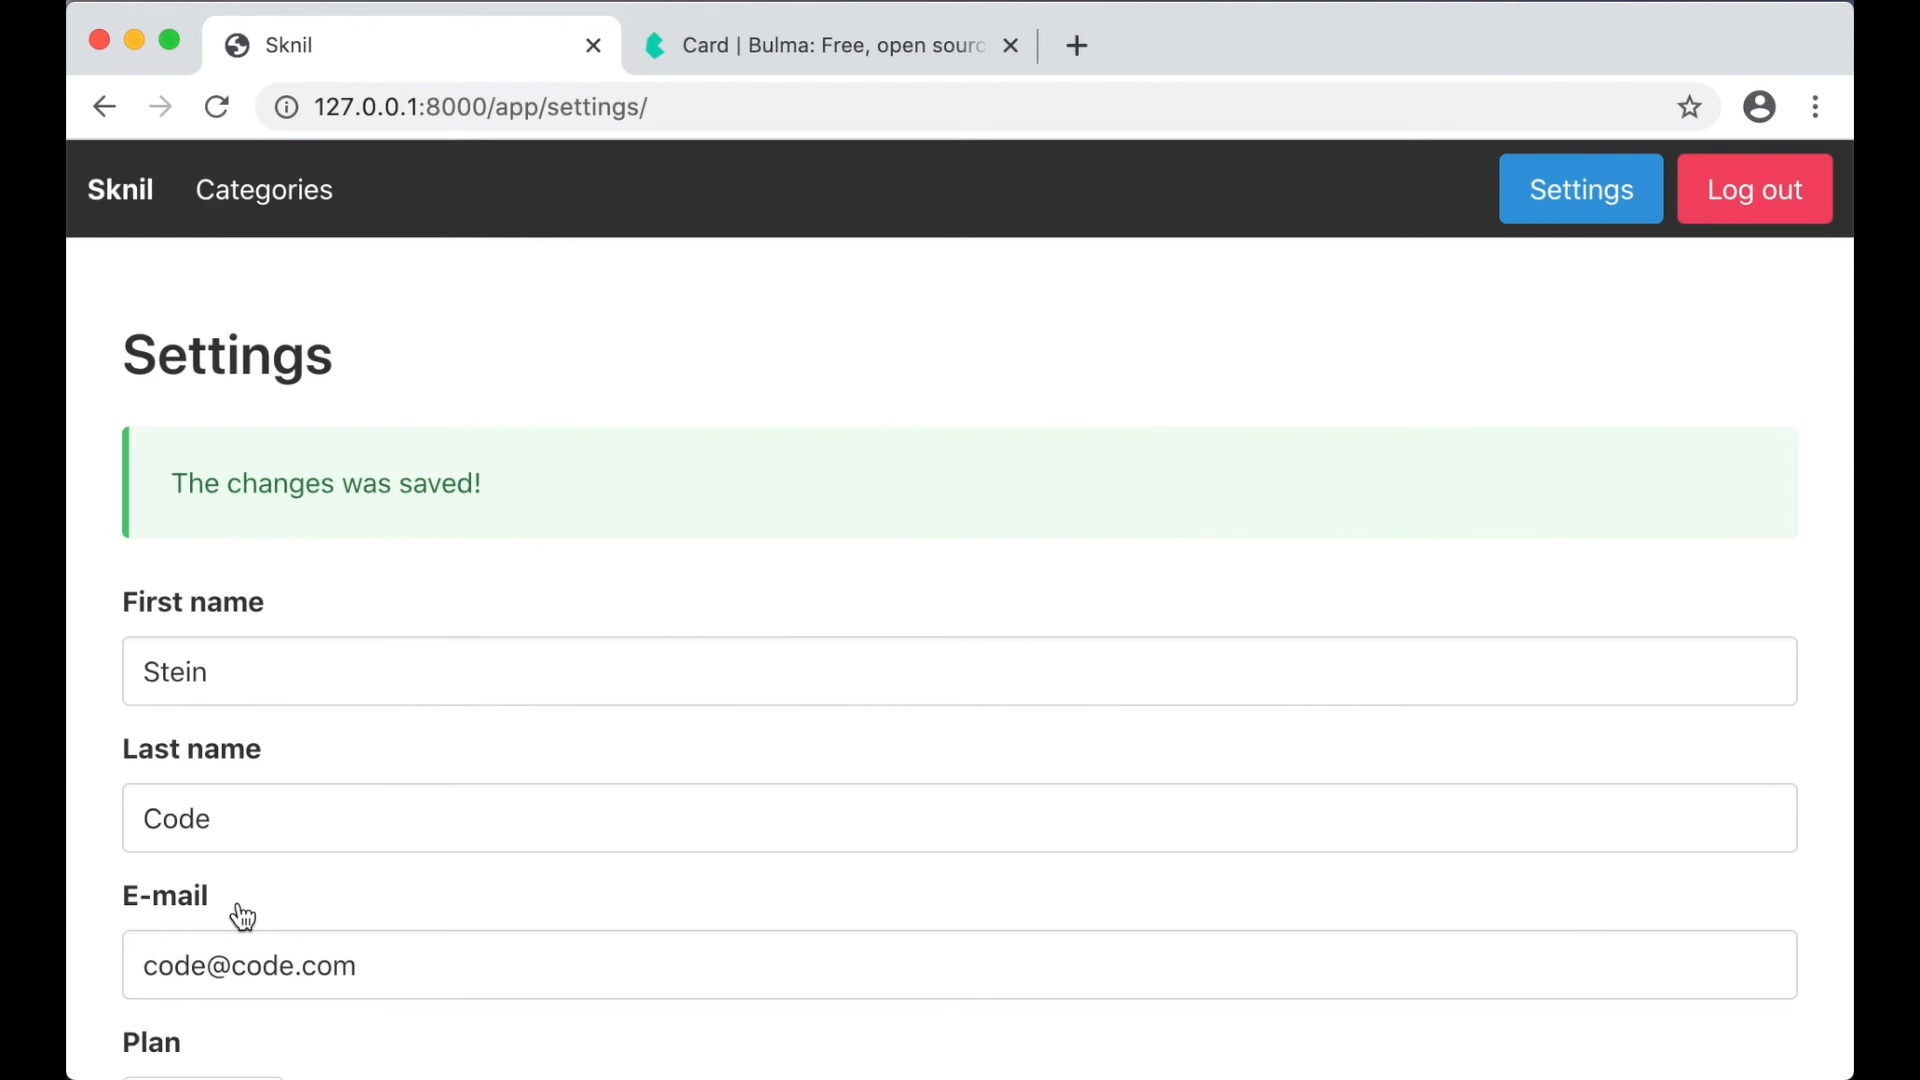 Sknil
Card | Bulma: Free, open sourc
127.0.0.1:8000/app/settings/
Sknil Categories Settings Log out
Settings
The changes was saved!
First name
Stein
Last name
Code
E-mail
code@code.com
Plan